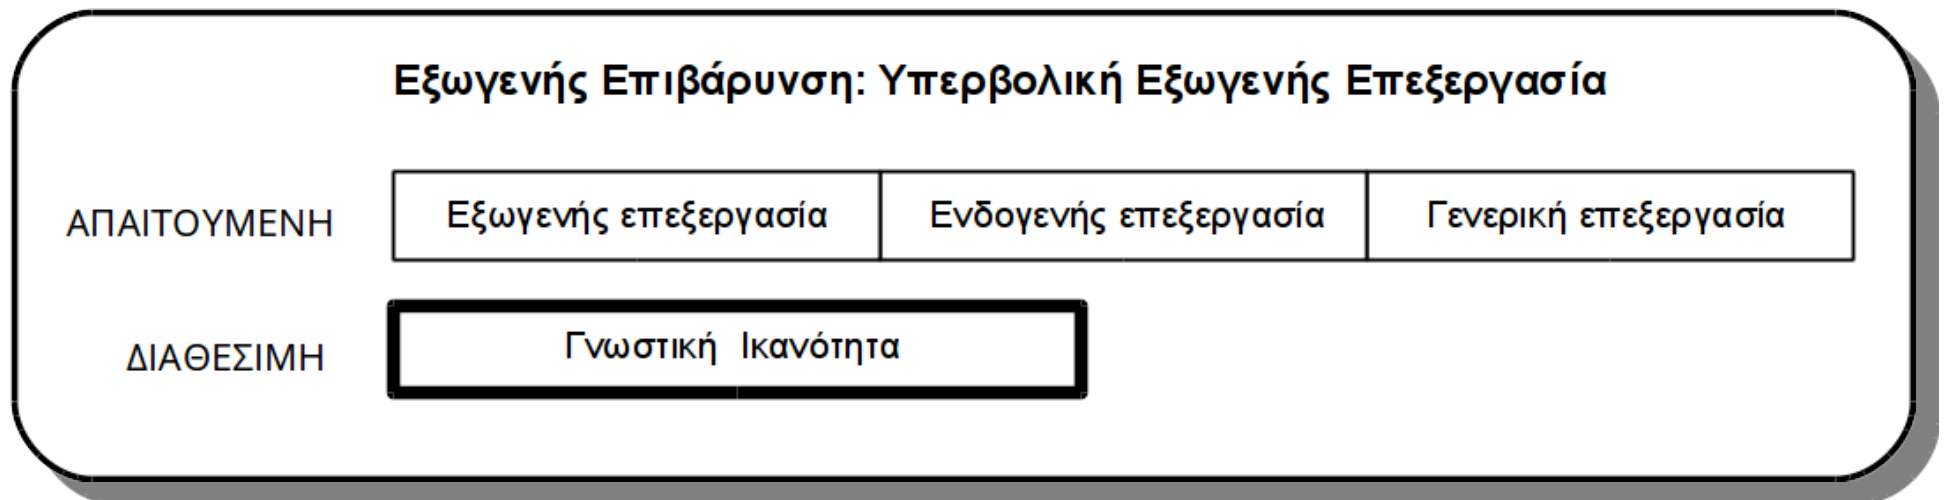 Εξωγενής Επιβάρυνση: Υπερβολική Εξωγενής Επεξεργασία
ΑΠΑΙΤΟΥΜΕΝΗ Εξωγενής επεξεργασία Ενδογενής επεξεργασία Γενερική επεξεργασία
ΔΙΑΘΕΣΙΜΗ Γνωστική Ικανότητα